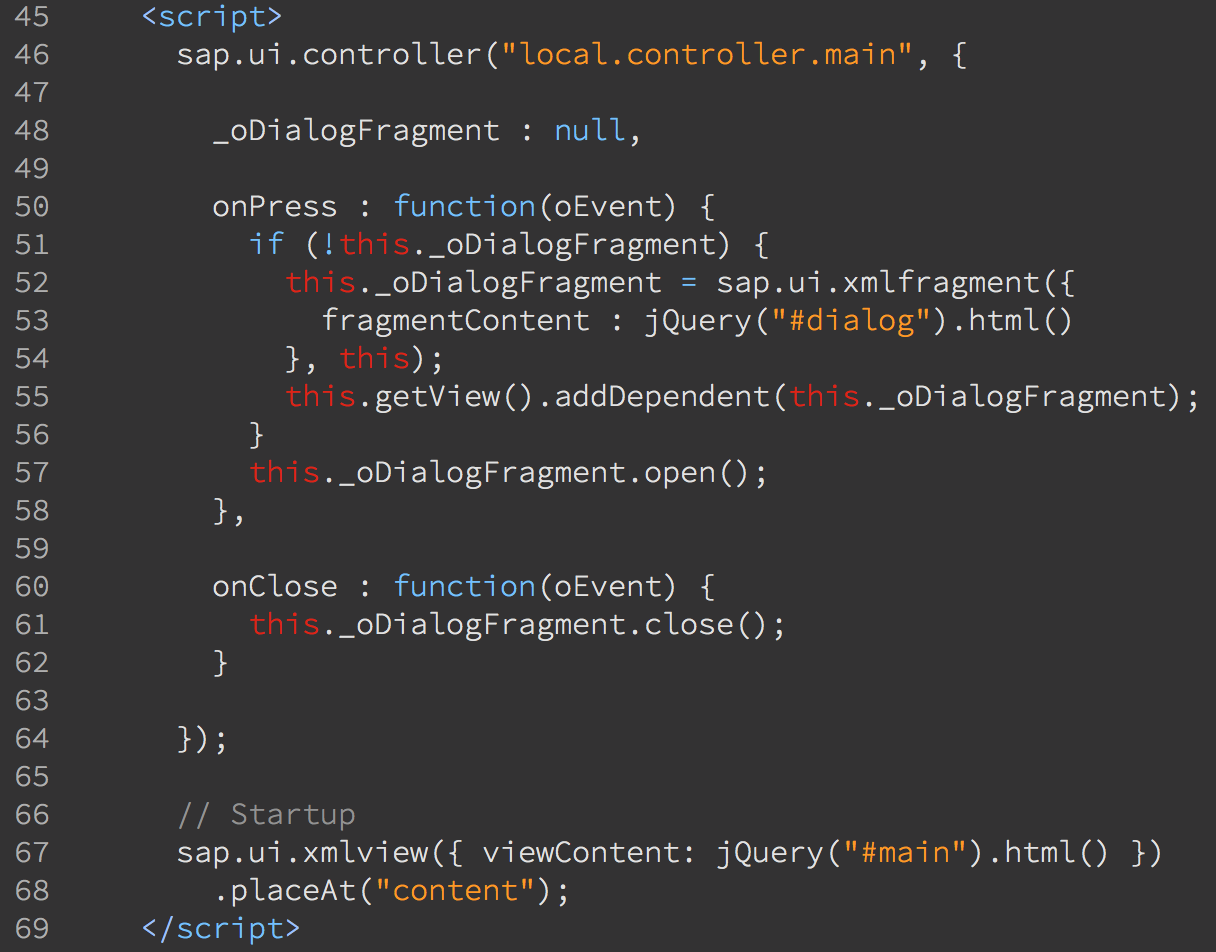 45 <script>
46 sap.ui.controller("local.controller.main", {
47
48 _oDialogFragment : null,
49
50 onPress : function(oEvent) {
51 if (!this._oDialogFragment) {
52 this._oDialogFragment = sap.ui.xmlfragment({
53 fragmentContent : jQuery("#dialog").html()
54 }, this);
55 this.getView().addDependent(this._oDialogFragment);
56 }
57 this._oDialogFragment.open();
58 },
59
60 onClose : function(oEvent) {
61 this._oDialogFragment.close();
62 }
63
64 });
65
66 // Startup
67 sap.ui.xmlview({ viewContent: jQuery("#main").html() })
68 .placeAt("content");
69 </script>